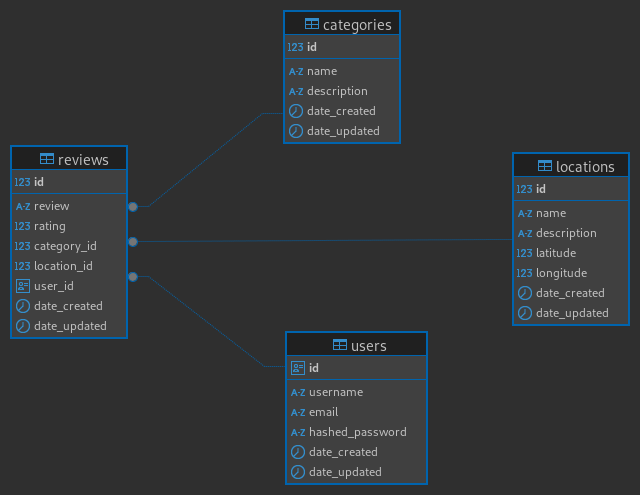 categories
123 id
A-Z name
A-Z description
date_created
date_updated
reviews
123 id
A-Z review
123 rating
123 category_id
123 location_id
user_id
date_created
date_updated
locations
123 id
A-Z name
A-Z description
123 latitude
123 longitude
date_created
date_updated
users
id
A-Z username
A-Z email
A-Z hashed_password
date_created
date_updated